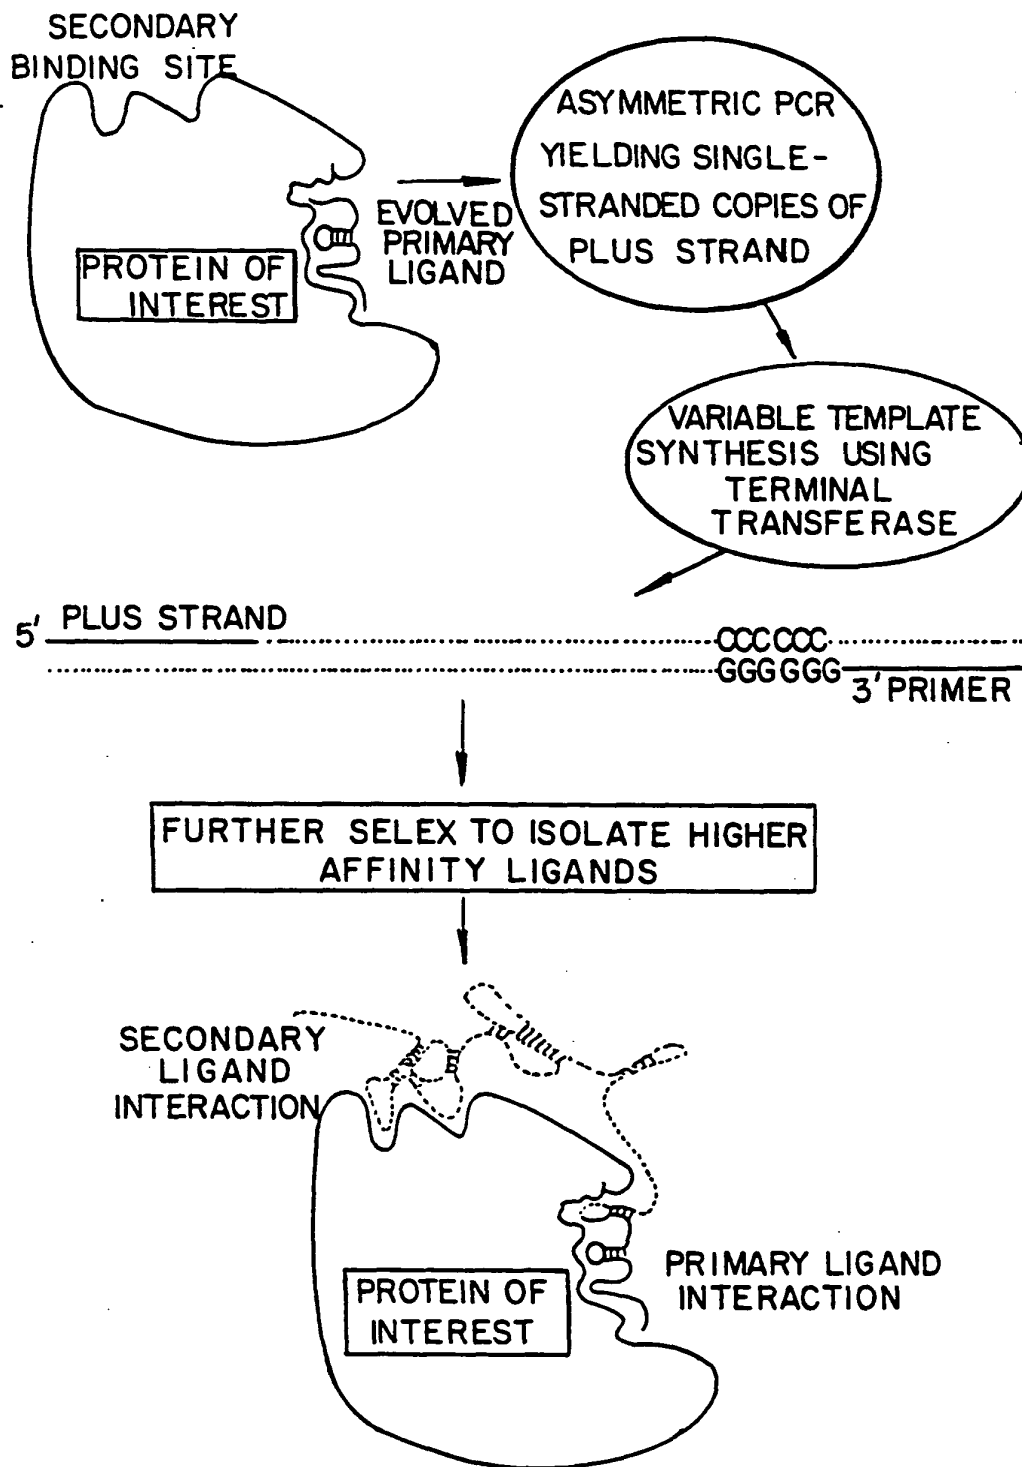 SECONDARY
BINDING SITE
PROTEIN OF
INTEREST
EVOLVED
PRIMARY
LIGAND
ASYMMETRIC PCR
YIELDING SINGLE-
STRANDED COPIES OF
PLUS STRAND
VARIABLE TEMPLATE
SYNTHESIS USING
TERMINAL
TRANSFERASE
5' PLUS STRAND
CCCCCC
GGGGGG
3' PRIMER
FURTHER SELEX TO ISOLATE HIGHER
AFFINITY LIGANDS
SECONDARY
LIGAND
INTERACTION
PROTEIN OF
INTEREST
PRIMARY LIGAND
INTERACTION